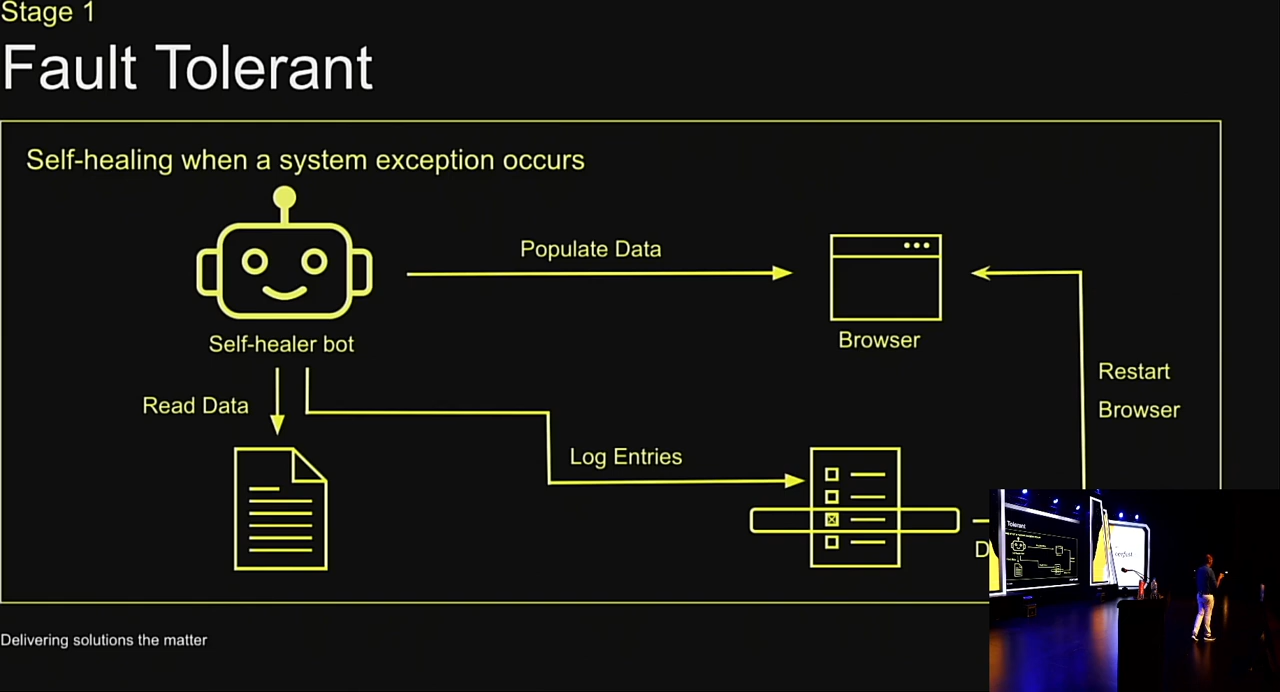 Stage 1
Fault Tolerant
Self-healing when a system exception occurs
Populate Data
Self-healer bot
Browser
Read Data
Restart
Browser
Log Entries
D
Delivering solutions the matter
Tolerant